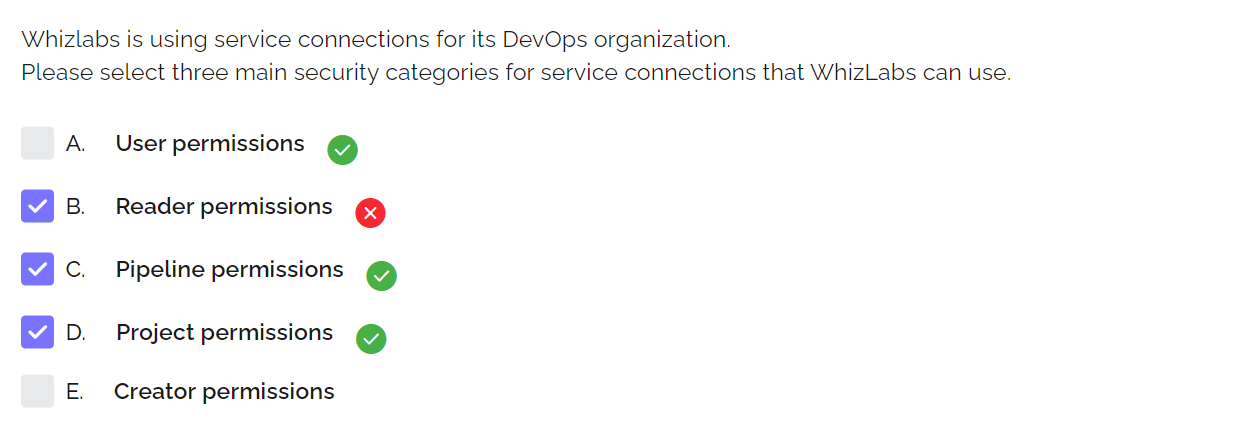 Whizlabs is using service connections for its DevOps organization.
Please select three main security categories for service connections that WhizLabs can use.
A. User permissions
B. Reader permissions
C. Pipeline permissions
D. Project permissions
E. Creator permissions